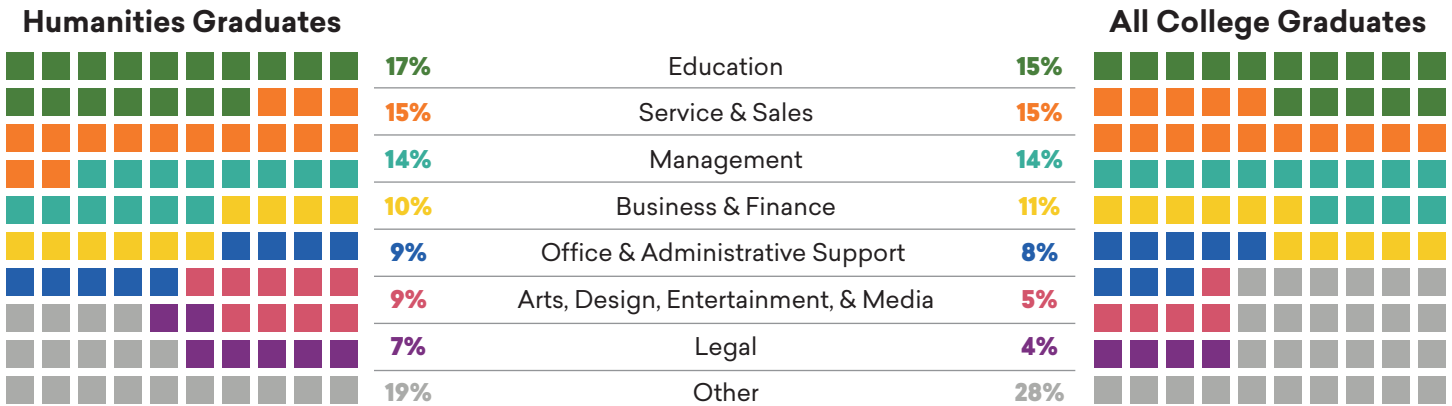 Humanities Graduates
All College Graduates
17% Education 15%
15% Service & Sales 15%
14% Management 14%
10% Business & Finance 11%
9% Office & Administrative Support 8%
9% Arts, Design, Entertainment, & Media 5%
7% Legal 4%
19% Other 28%